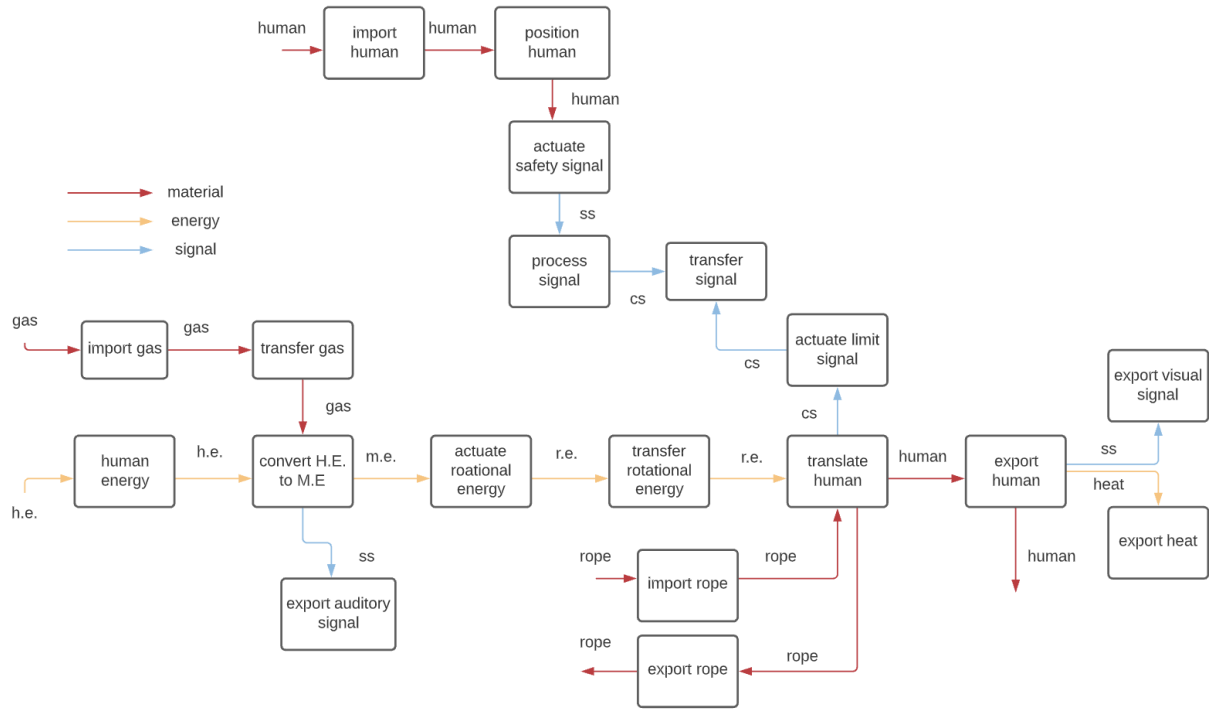 human
import
human
human
position
human
human
actuate
safety signal
material
energy
signal
ss
process
signal
cs
transfer
signal
gas
import gas
gas
transfer gas
gas
actuate limit
signal
cs
cs
export visual
signal
h.e.
human
energy
h.e.
convert H.E.
to M.E
m.e.
actuate
roational
energy
r.e.
transfer
rotational
energy
r.e.
translate
human
human
export
human
ss
heat
export heat
human
ss
export auditory
signal
rope
import rope
rope
rope
export rope
rope